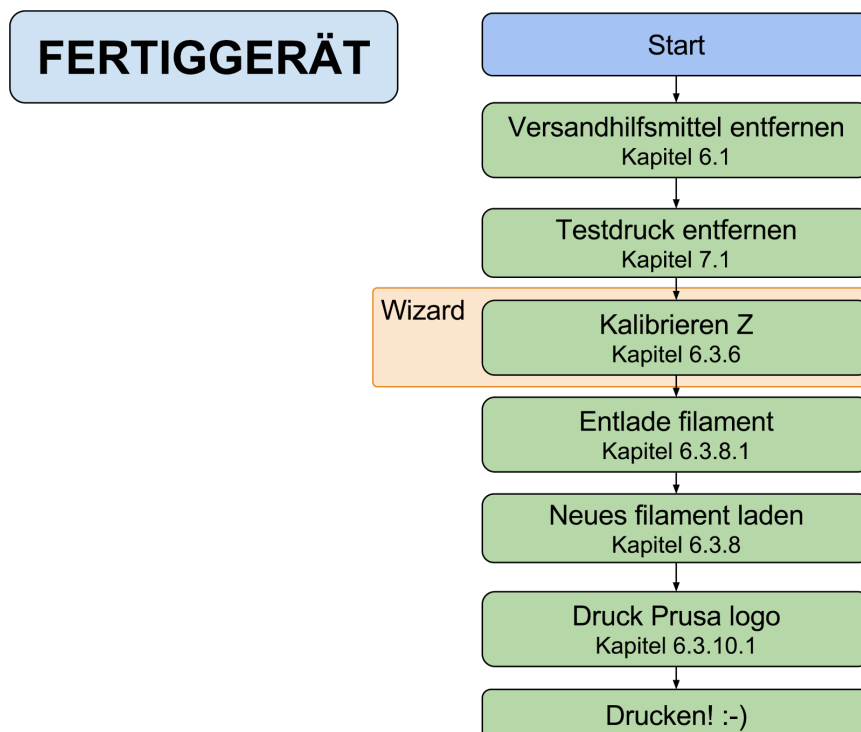 FERTIGGERÄT
Start
Versandhilfsmittel entfernen
Kapitel 6.1
Testdruck entfernen
Kapitel 7.1
Wizard
Kalibrieren Z
Kapitel 6.3.6
Entlade filament
Kapitel 6.3.8.1
Neues filament laden
Kapitel 6.3.8
Druck Prusa logo
Kapitel 6.3.10.1
Drucken! :-)